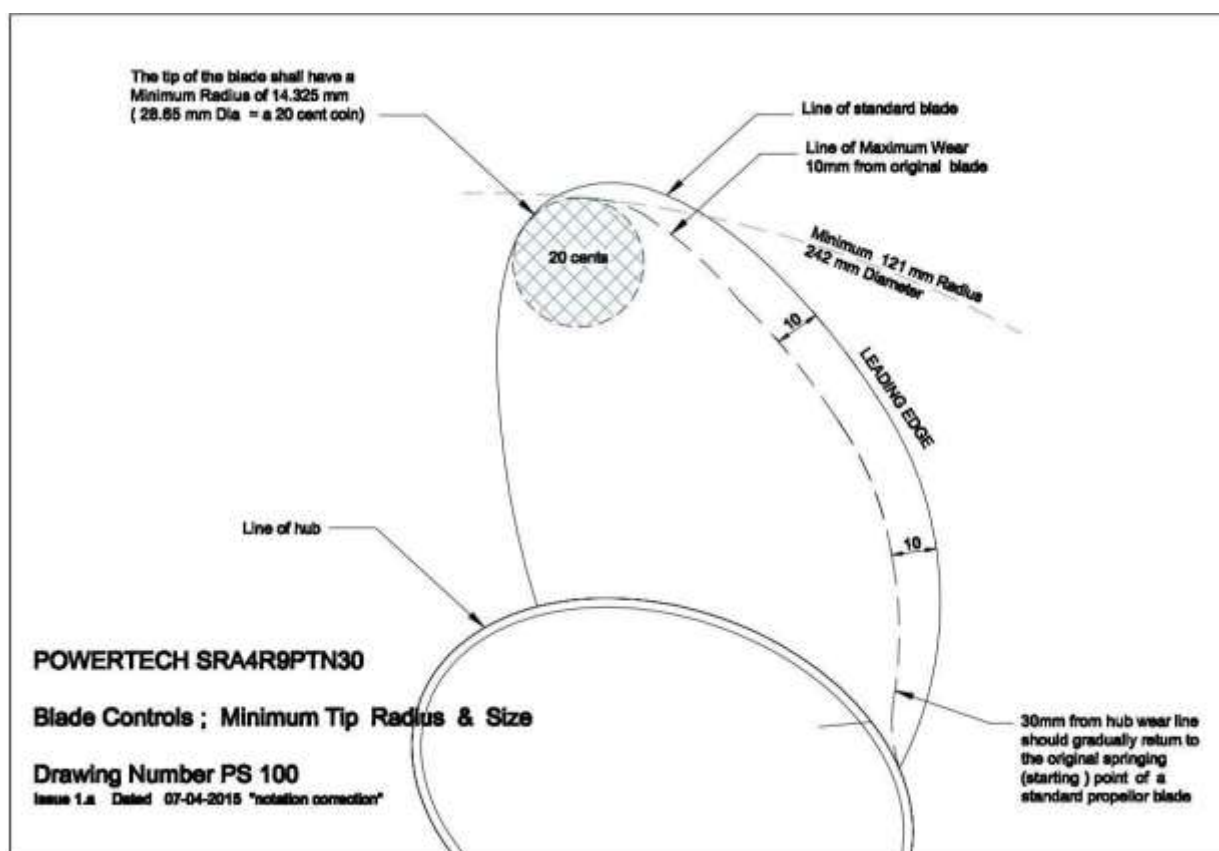 The tip of the blade shall have a
Minimum Radius of 14.325 mm
( 28.65 mm Dia = a 20 cent coin)
Line of standard blade
Line of Maximum Wear
10mm from original blade
20 cents
Minimum 121 mm Radius
242 mm Diameter
10
LEADING EDGE
10
Line of hub
POWERTECH SRA4R9PTN30
Blade Controls ; Minimum Tip Radius & Size
Drawing Number PS 100
Issue 1.a Dated 07-04-2015 "notation correction"
30mm from hub wear line
should gradually return to
the original springing
(starting ) point of a
standard propellor blade